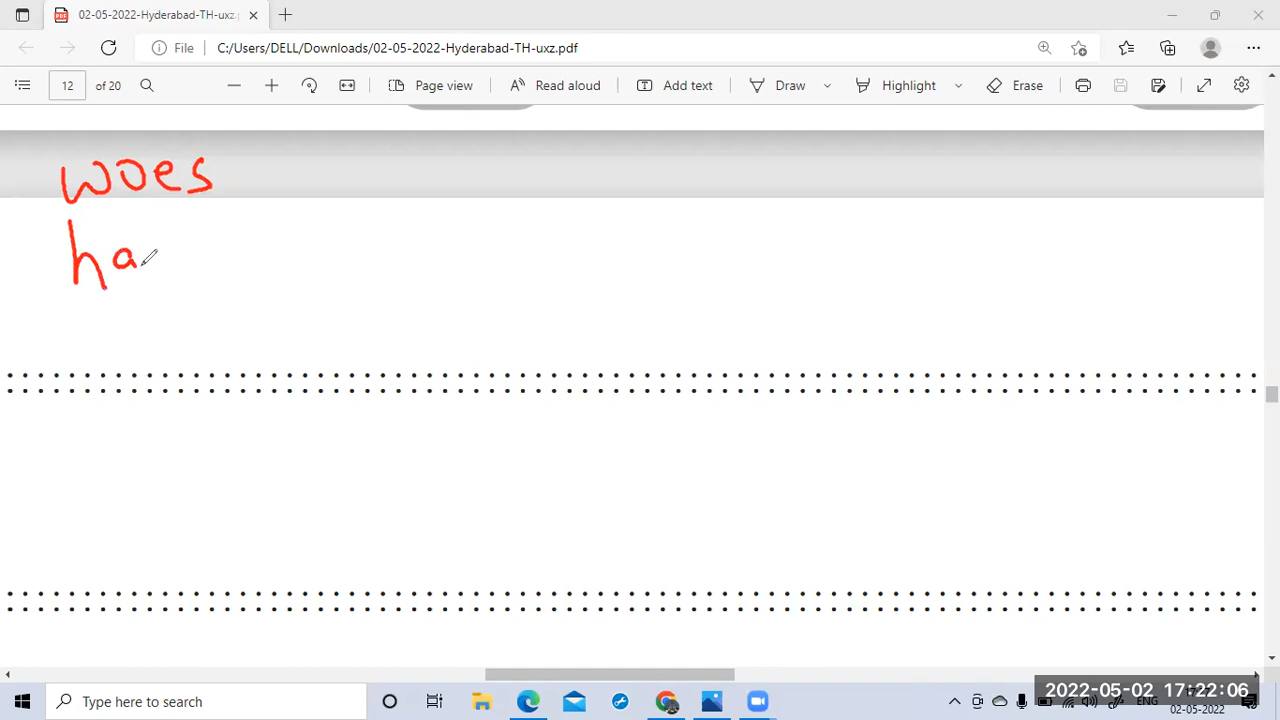 02-05-2022-Hyderabad-TH-uxz.pdf
File C:/Users/DELL/Downloads/02-05-2022-Hyderabad-TH-uxz.pdf
12 of 20 Page view Read aloud Add text Draw Highlight Erase
woes
ha
Type here to search
ENG
2022-05-02 17:22:06
02-05-2022